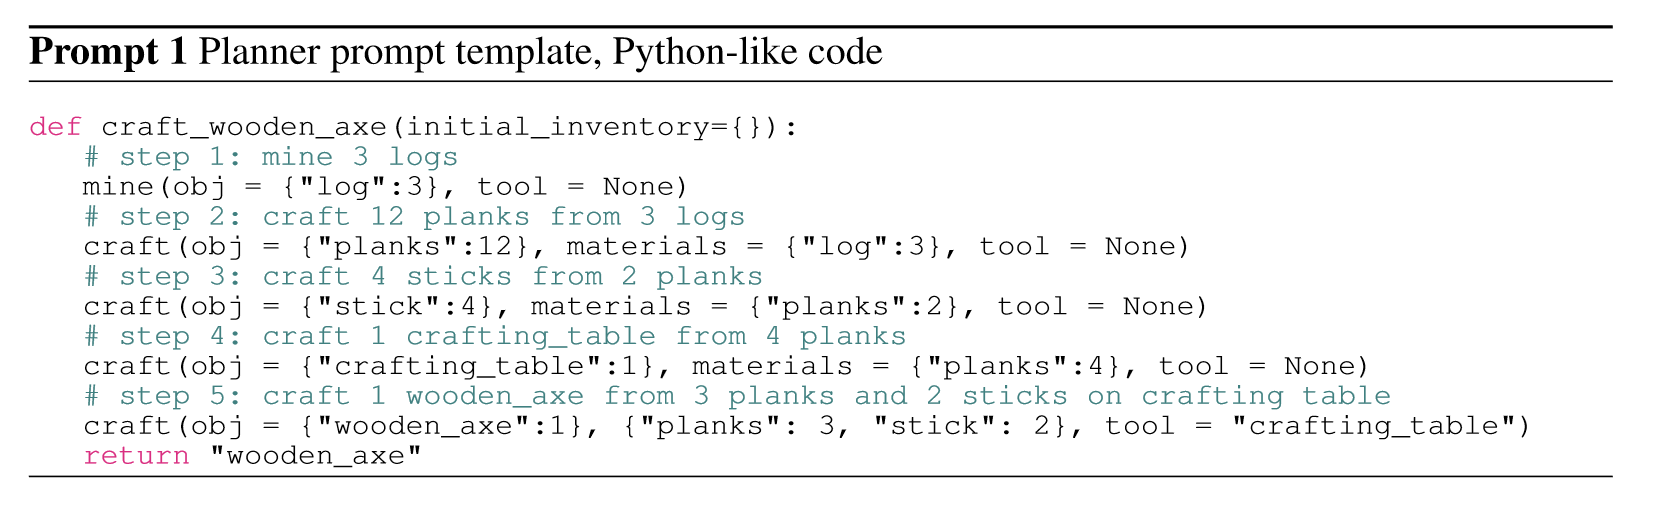 Prompt 1 Planner prompt template, Python-like code
def craft_wooden_axe(initial_inventory={}):
# step 1: mine 3 logs
mine(obj = {"log":3}, tool = None)
# step 2: craft 12 planks from 3 logs
craft(obj = {"planks":12}, materials = {"log":3}, tool = None)
# step 3: craft 4 sticks from 2 planks
craft(obj = {"stick":4}, materials = {"planks":2}, tool = None)
# step 4: craft 1 crafting_table from 4 planks
craft(obj = {"crafting_table":1}, materials = {"planks":4}, tool = None)
# step 5: craft 1 wooden_axe from 3 planks and 2 sticks on crafting table
craft(obj = {"wooden_axe":1}, {"planks": 3, "stick": 2}, tool = "crafting_table")
return "wooden_axe"